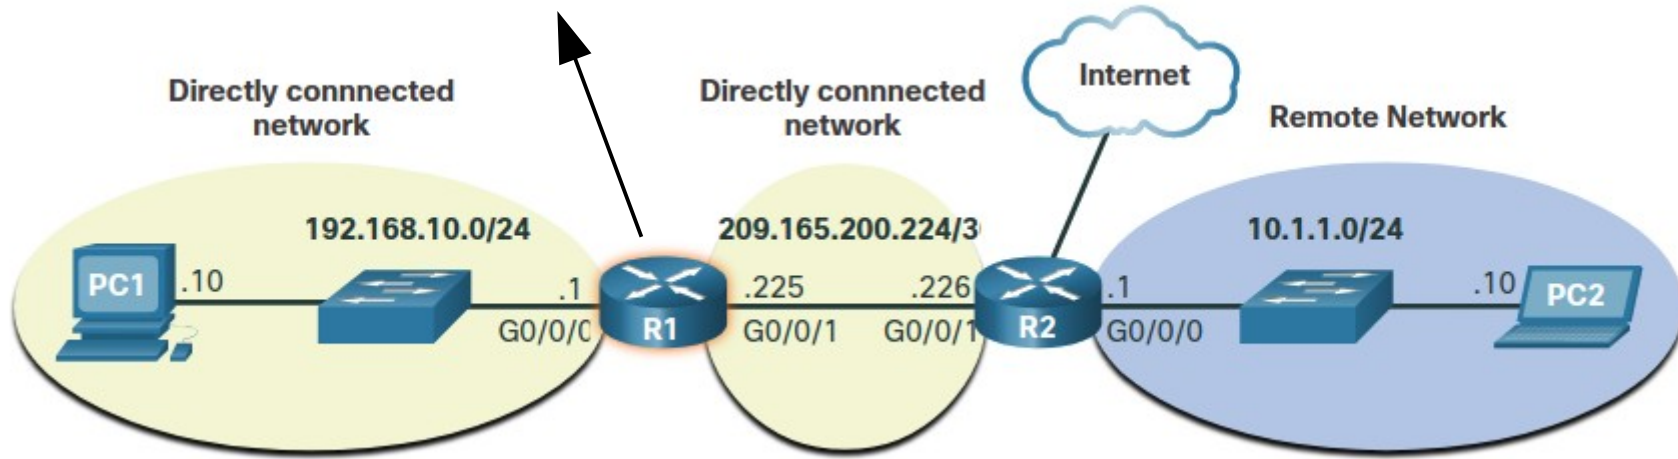 Directly connnected
network
Directly connnected
network
Internet
Remote Network
192.168.10.0/24
209.165.200.224/3
10.1.1.0/24
PC1
.10
.1
G0/0/0
R1
.225
G0/0/1
.226
G0/0/1
R2
.1
G0/0/0
.10
PC2